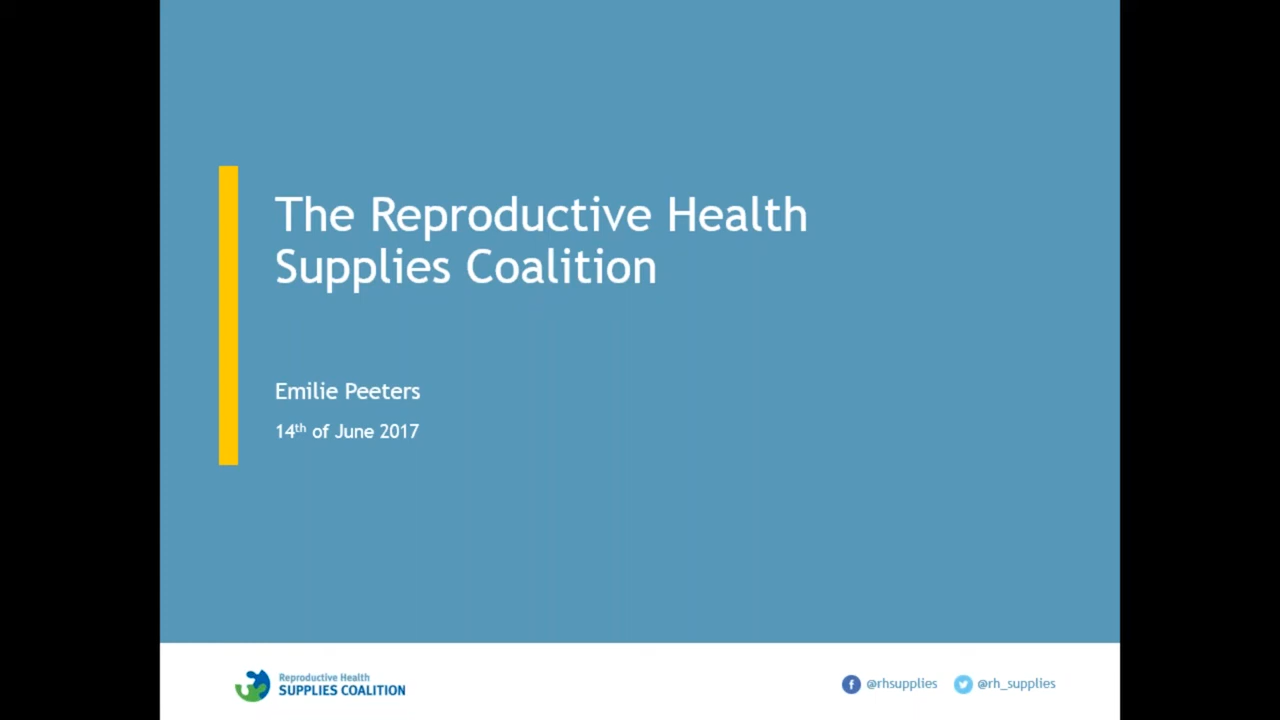 The Reproductive Health
Supplies Coalition
Emilie Peeters
14th of June 2017
Reproductive Health
SUPPLIES COALITION
@rhsupplies
@rh_supplies